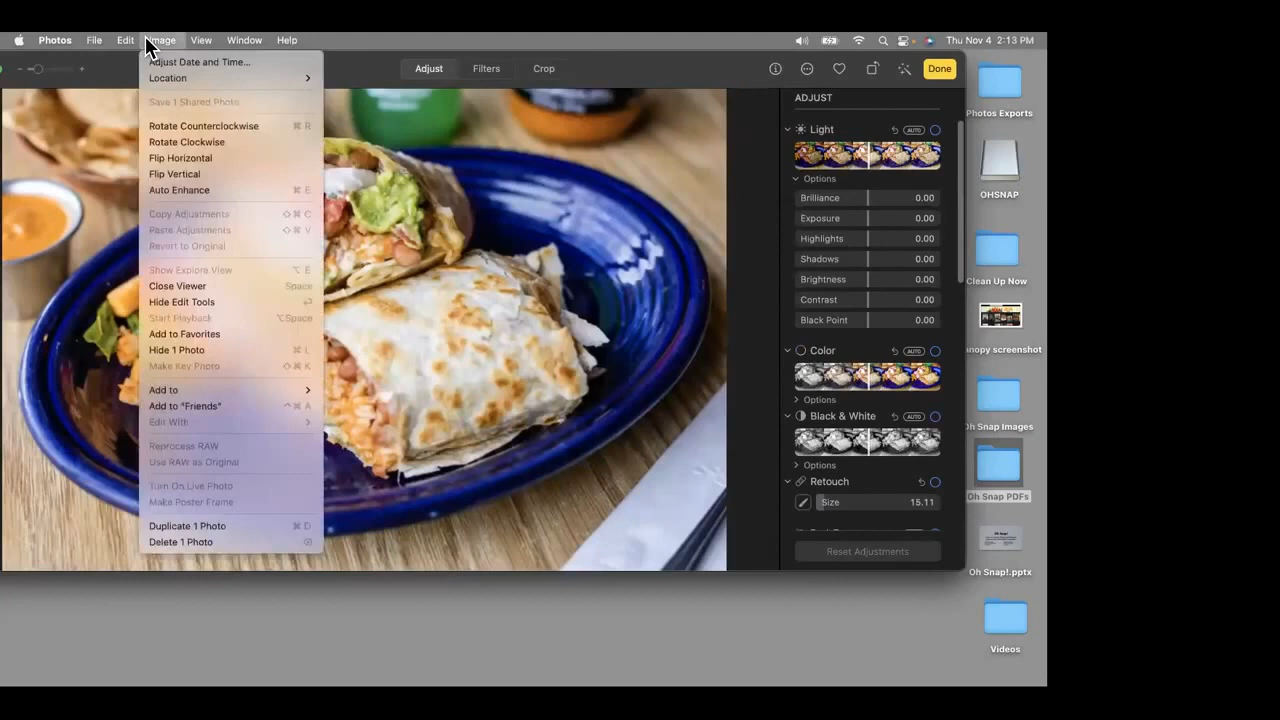 Photos File Edit Image View Window Help Thu Nov 4 2:13 PM
Adjust Filters Crop Done
Adjust Date and Time...
Location
Save 1 Shared Photo
Rotate Counterclockwise ⌘ R
Rotate Clockwise
Flip Horizontal
Flip Vertical
Auto Enhance ⌘ E
Copy Adjustments ⇧ ⌘ C
Paste Adjustments ⇧ ⌘ V
Revert to Original
Show Explore View ⌥ E
Close Viewer Space
Hide Edit Tools ⏎
Start Playback ⌥Space
Add to Favorites
Hide 1 Photo ⌘ L
Make Key Photo ⇧ ⌘ K
Add to
Add to "Friends" ^ ⌘ A
Edit With
Reprocess RAW
Use RAW as Original
Turn On Live Photo
Make Poster Frame
Duplicate 1 Photo ⌘ D
Delete 1 Photo ⌫
ADJUST
Light AUTO
Options
Brilliance 0.00
Exposure 0.00
Highlights 0.00
Shadows 0.00
Brightness 0.00
Contrast 0.00
Black Point 0.00
Color AUTO
Options
Black & White AUTO
Options
Retouch
Size 15.11
Reset Adjustments
Photos Exports
OHSNAP
Clean Up Now
anopy screenshot
Oh Snap Images
Oh Snap PDFs
Oh Snap!.pptx
Videos